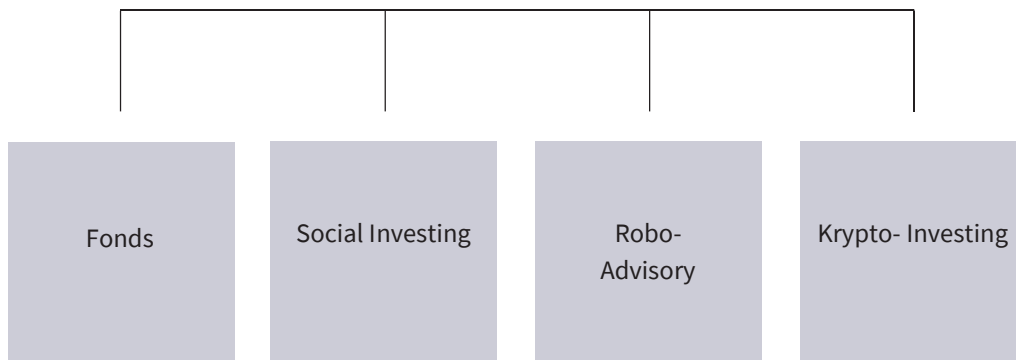 Fonds
Social Investing
Robo-
Advisory
Krypto- Investing